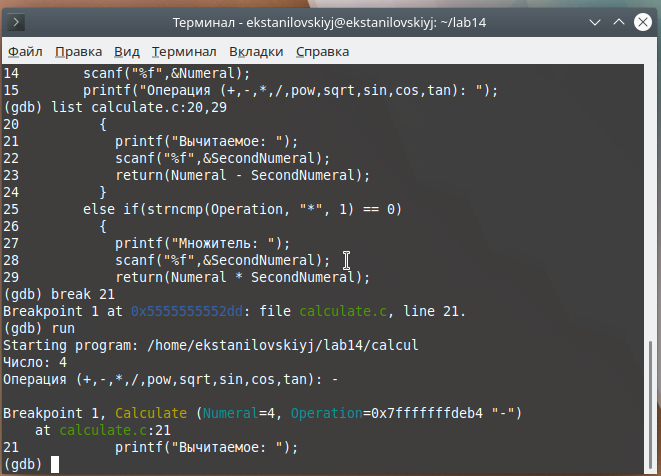 Терминал - ekstanilovskiyj@ekstanilovskiyj: ~/lab14
Файл Правка Вид Терминал Вкладки Справка
14        scanf("%f",&Numeral);
15        printf("Операция (+,-,*,/,pow,sqrt,sin,cos,tan): ");
(gdb) list calculate.c:20,29
20          {
21            printf("Вычитаемое: ");
22            scanf("%f",&SecondNumeral);
23            return(Numeral - SecondNumeral);
24          }
25        else if(strncmp(Operation, "*", 1) == 0)
26          {
27            printf("Множитель: ");
28            scanf("%f",&SecondNumeral);
29            return(Numeral * SecondNumeral);
(gdb) break 21
Breakpoint 1 at 0x5555555552dd: file calculate.c, line 21.
(gdb) run
Starting program: /home/ekstanilovskiyj/lab14/calcul
Число: 4
Операция (+,-,*,/,pow,sqrt,sin,cos,tan): -
Breakpoint 1, Calculate (Numeral=4, Operation=0x7fffffffdeb4 "-")
    at calculate.c:21
21            printf("Вычитаемое: ");
(gdb)